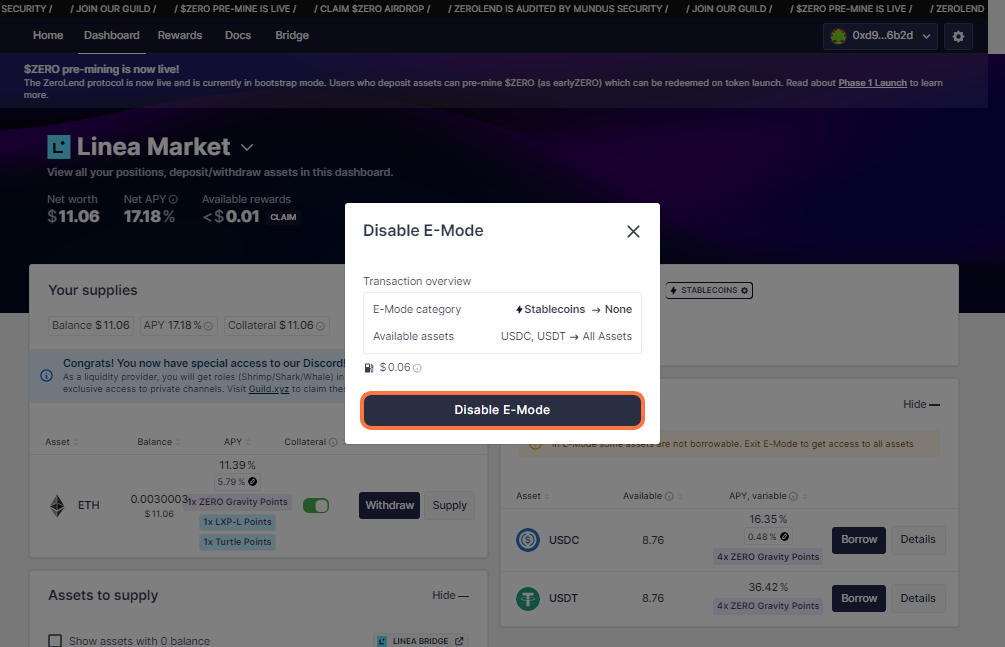 SECURITY / / JOIN OUR GUILD / / $ZERO PRE-MINE IS LIVE / / CLAIM $ZERO AIRDROP / / ZEROLEND IS AUDITED BY MUNDUS SECURITY / / JOIN OUR GUILD / / $ZERO PRE-MINE IS LIVE / / ZEROLEND
Home Dashboard Rewards Docs Bridge 0xd9...6b2d
$ZERO pre-mining is now live!
The ZeroLend protocol is now live and is currently in bootstrap mode. Users who deposit assets can pre-mine $ZERO (as earlyZERO) which can be redeemed on token launch. Read about Phase 1 Launch to learn
more.
Linea Market
View all your positions, deposit/withdraw assets in this dashboard.
Net worth Net APY Available rewards
$11.06 17.18% <$0.01 CLAIM
Disable E-Mode
Transaction overview
E-Mode category Stablecoins → None
Available assets USDC, USDT → All Assets
$0.06
Disable E-Mode
Your supplies
Balance $11.06 APY 17.18% Collateral $11.06
Congrats! You now have special access to our Discord!
As a liquidity provider, you will get roles (Shrimp/Shark/Whale) in
exclusive access to private channels. Visit Guild.xyz to claim these
Asset Balance APY Collateral
11.39%
5.79%
ETH 0.0030003 1x ZERO Gravity Points Withdraw Supply
$11.06
1x LXP-L Points
1x Turtle Points
Assets to supply Hide
Show assets with 0 balance LINEA BRIDGE
STABLECOINS
Hide
In E-Mode some assets are not borrowable. Exit E-Mode to get access to all assets
Asset Available APY, variable
16.35%
USDC 8.76 0.48% Borrow Details
4x ZERO Gravity Points
36.42%
USDT 8.76 Borrow Details
4x ZERO Gravity Points